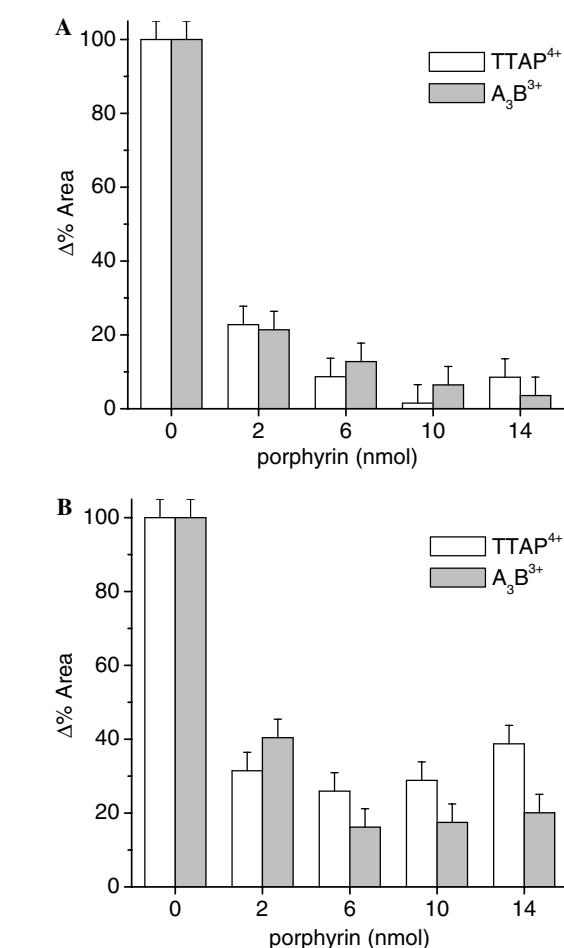 A
100
80
60
40
20
0
Δ% Area
TTAP⁴⁺
A₃B³⁺
0 2 6 10 14
porphyrin (nmol)
B
100
80
60
40
20
0
Δ% Area
TTAP⁴⁺
A₃B³⁺
0 2 6 10 14
porphyrin (nmol)